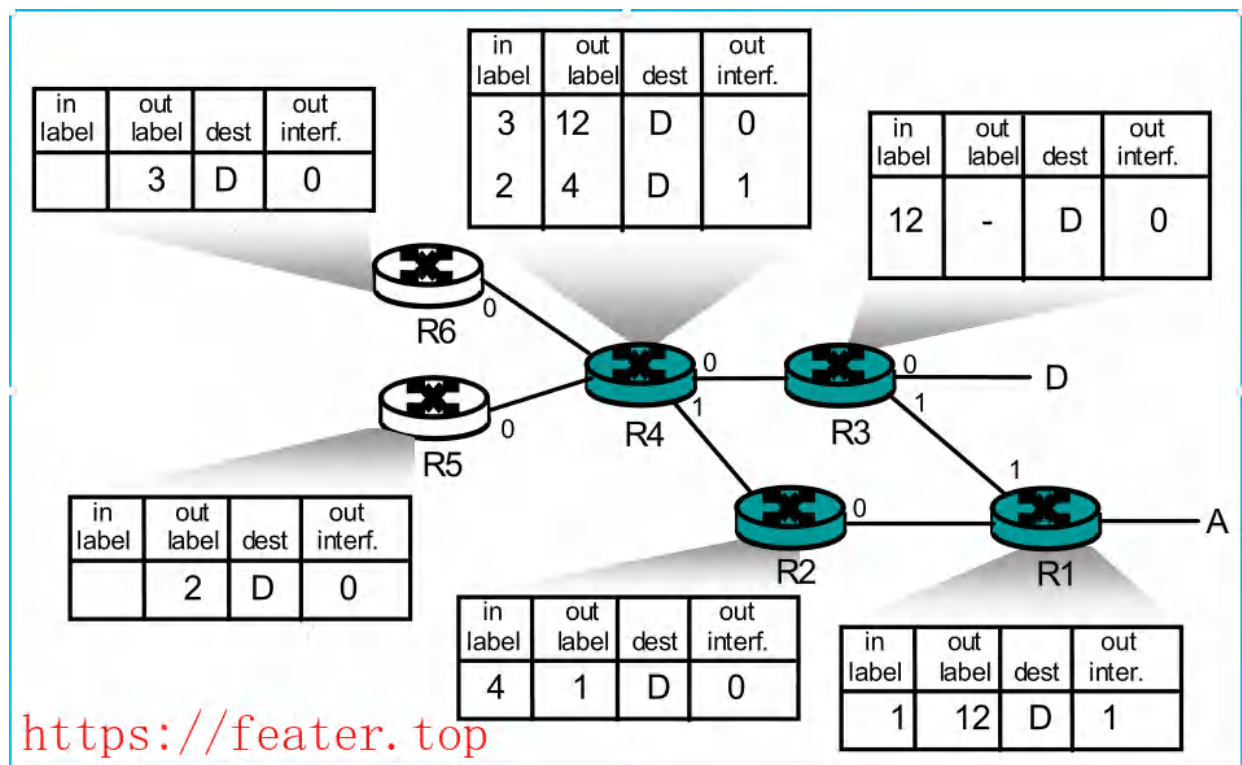 in out dest out
label label interf.
3 12 D 0
2 4 D 1
in out dest out
label label interf.
3 D 0
in out dest out
label label interf.
12 - D 0
R6
0
R5
0
R4
0
1
R3
0
1
D
R2
0
R1
1
A
in out dest out
label label interf.
2 D 0
in out dest out
label label interf.
4 1 D 0
in out dest out
label label inter.
1 12 D 1
https://feater.top